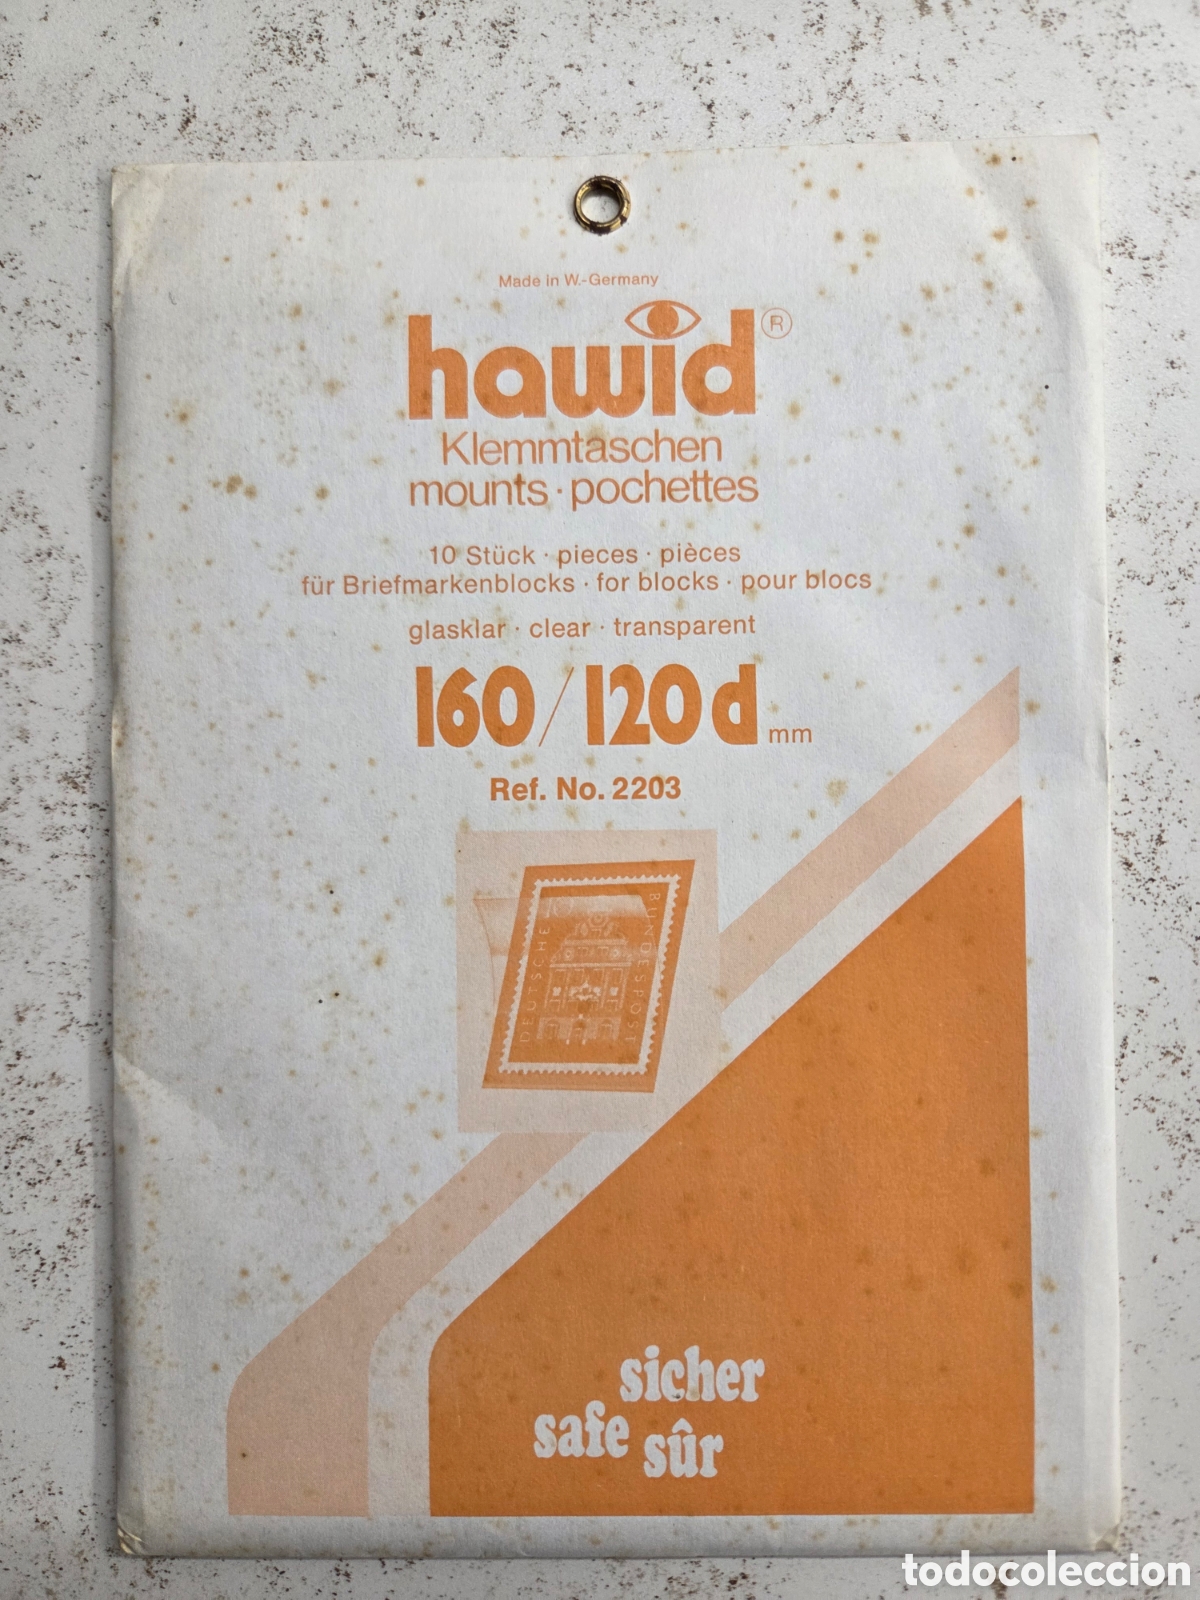 Made in W.-Germany
hawid ®
Klemmtaschen
mounts · pochettes
10 Stück · pieces · pièces
für Briefmarkenblocks · for blocks · pour blocs
glasklar · clear · transparent
160/120 d mm
Ref. No. 2203
DEUTSCHE
BUNDESPOST
sicher
safe
sûr
todocoleccion